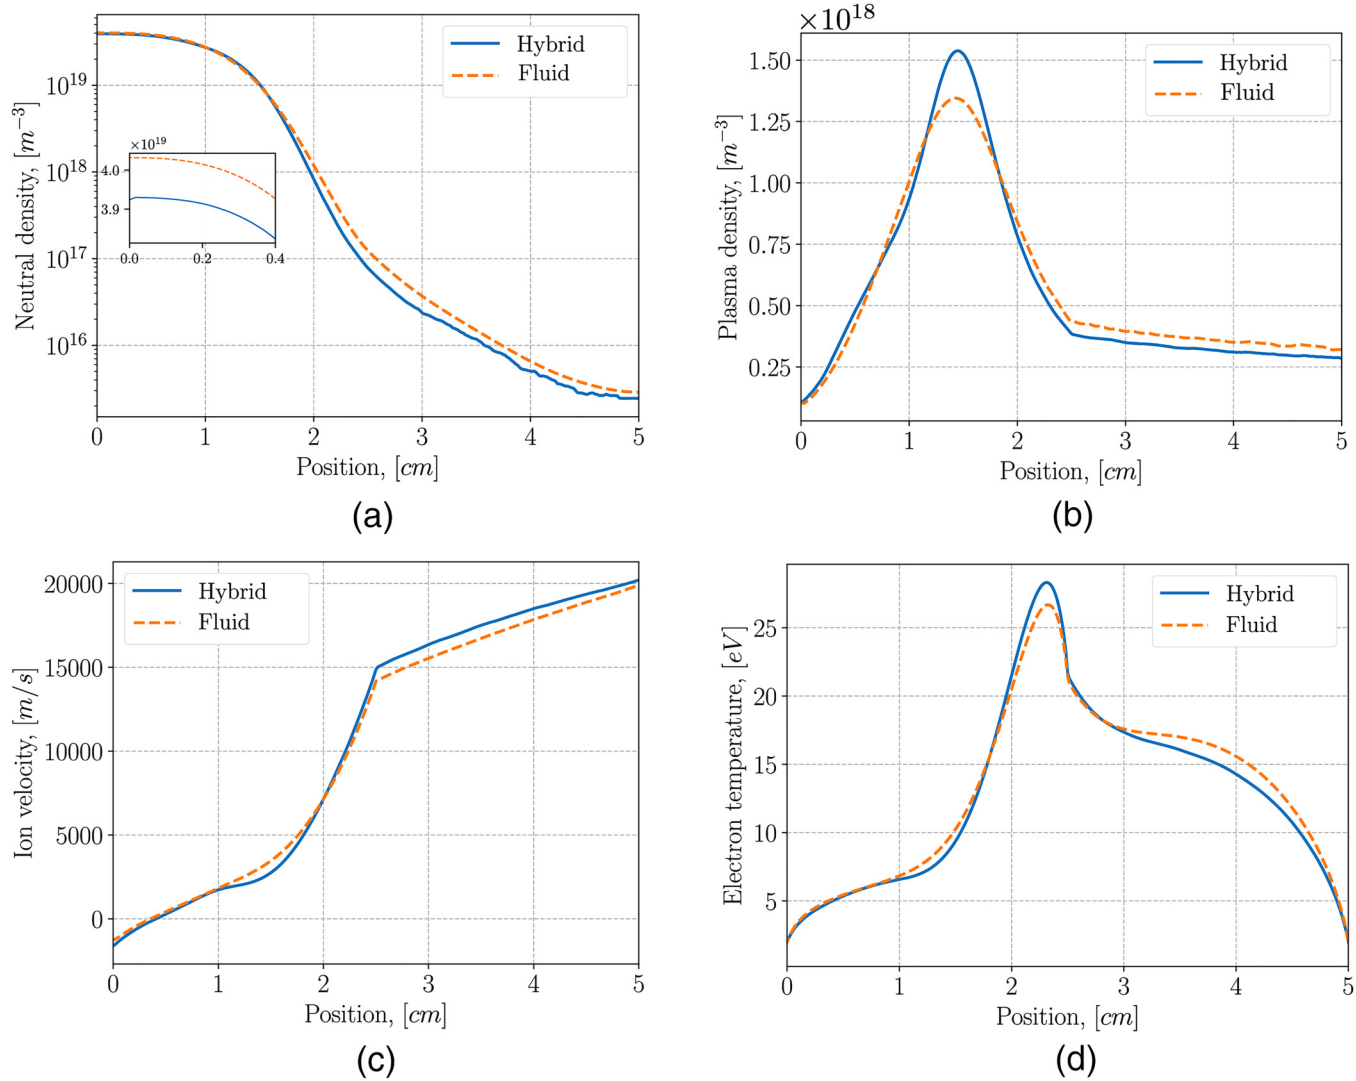 Hybrid
Fluid
Neutral density, [m⁻³]
10¹⁹
10¹⁸
10¹⁷
10¹⁶
×10¹⁹
4.0
3.9
0.0 0.2 0.4
0 1 2 3 4 5
Position, [cm]
(a)
×10¹⁸
Hybrid
Fluid
Plasma density, [m⁻³]
1.50
1.25
1.00
0.75
0.50
0.25
0 1 2 3 4 5
Position, [cm]
(b)
Hybrid
Fluid
Ion velocity, [m/s]
20000
15000
10000
5000
0
0 1 2 3 4 5
Position, [cm]
(c)
Hybrid
Fluid
Electron temperature, [eV]
25
20
15
10
5
0 1 2 3 4 5
Position, [cm]
(d)